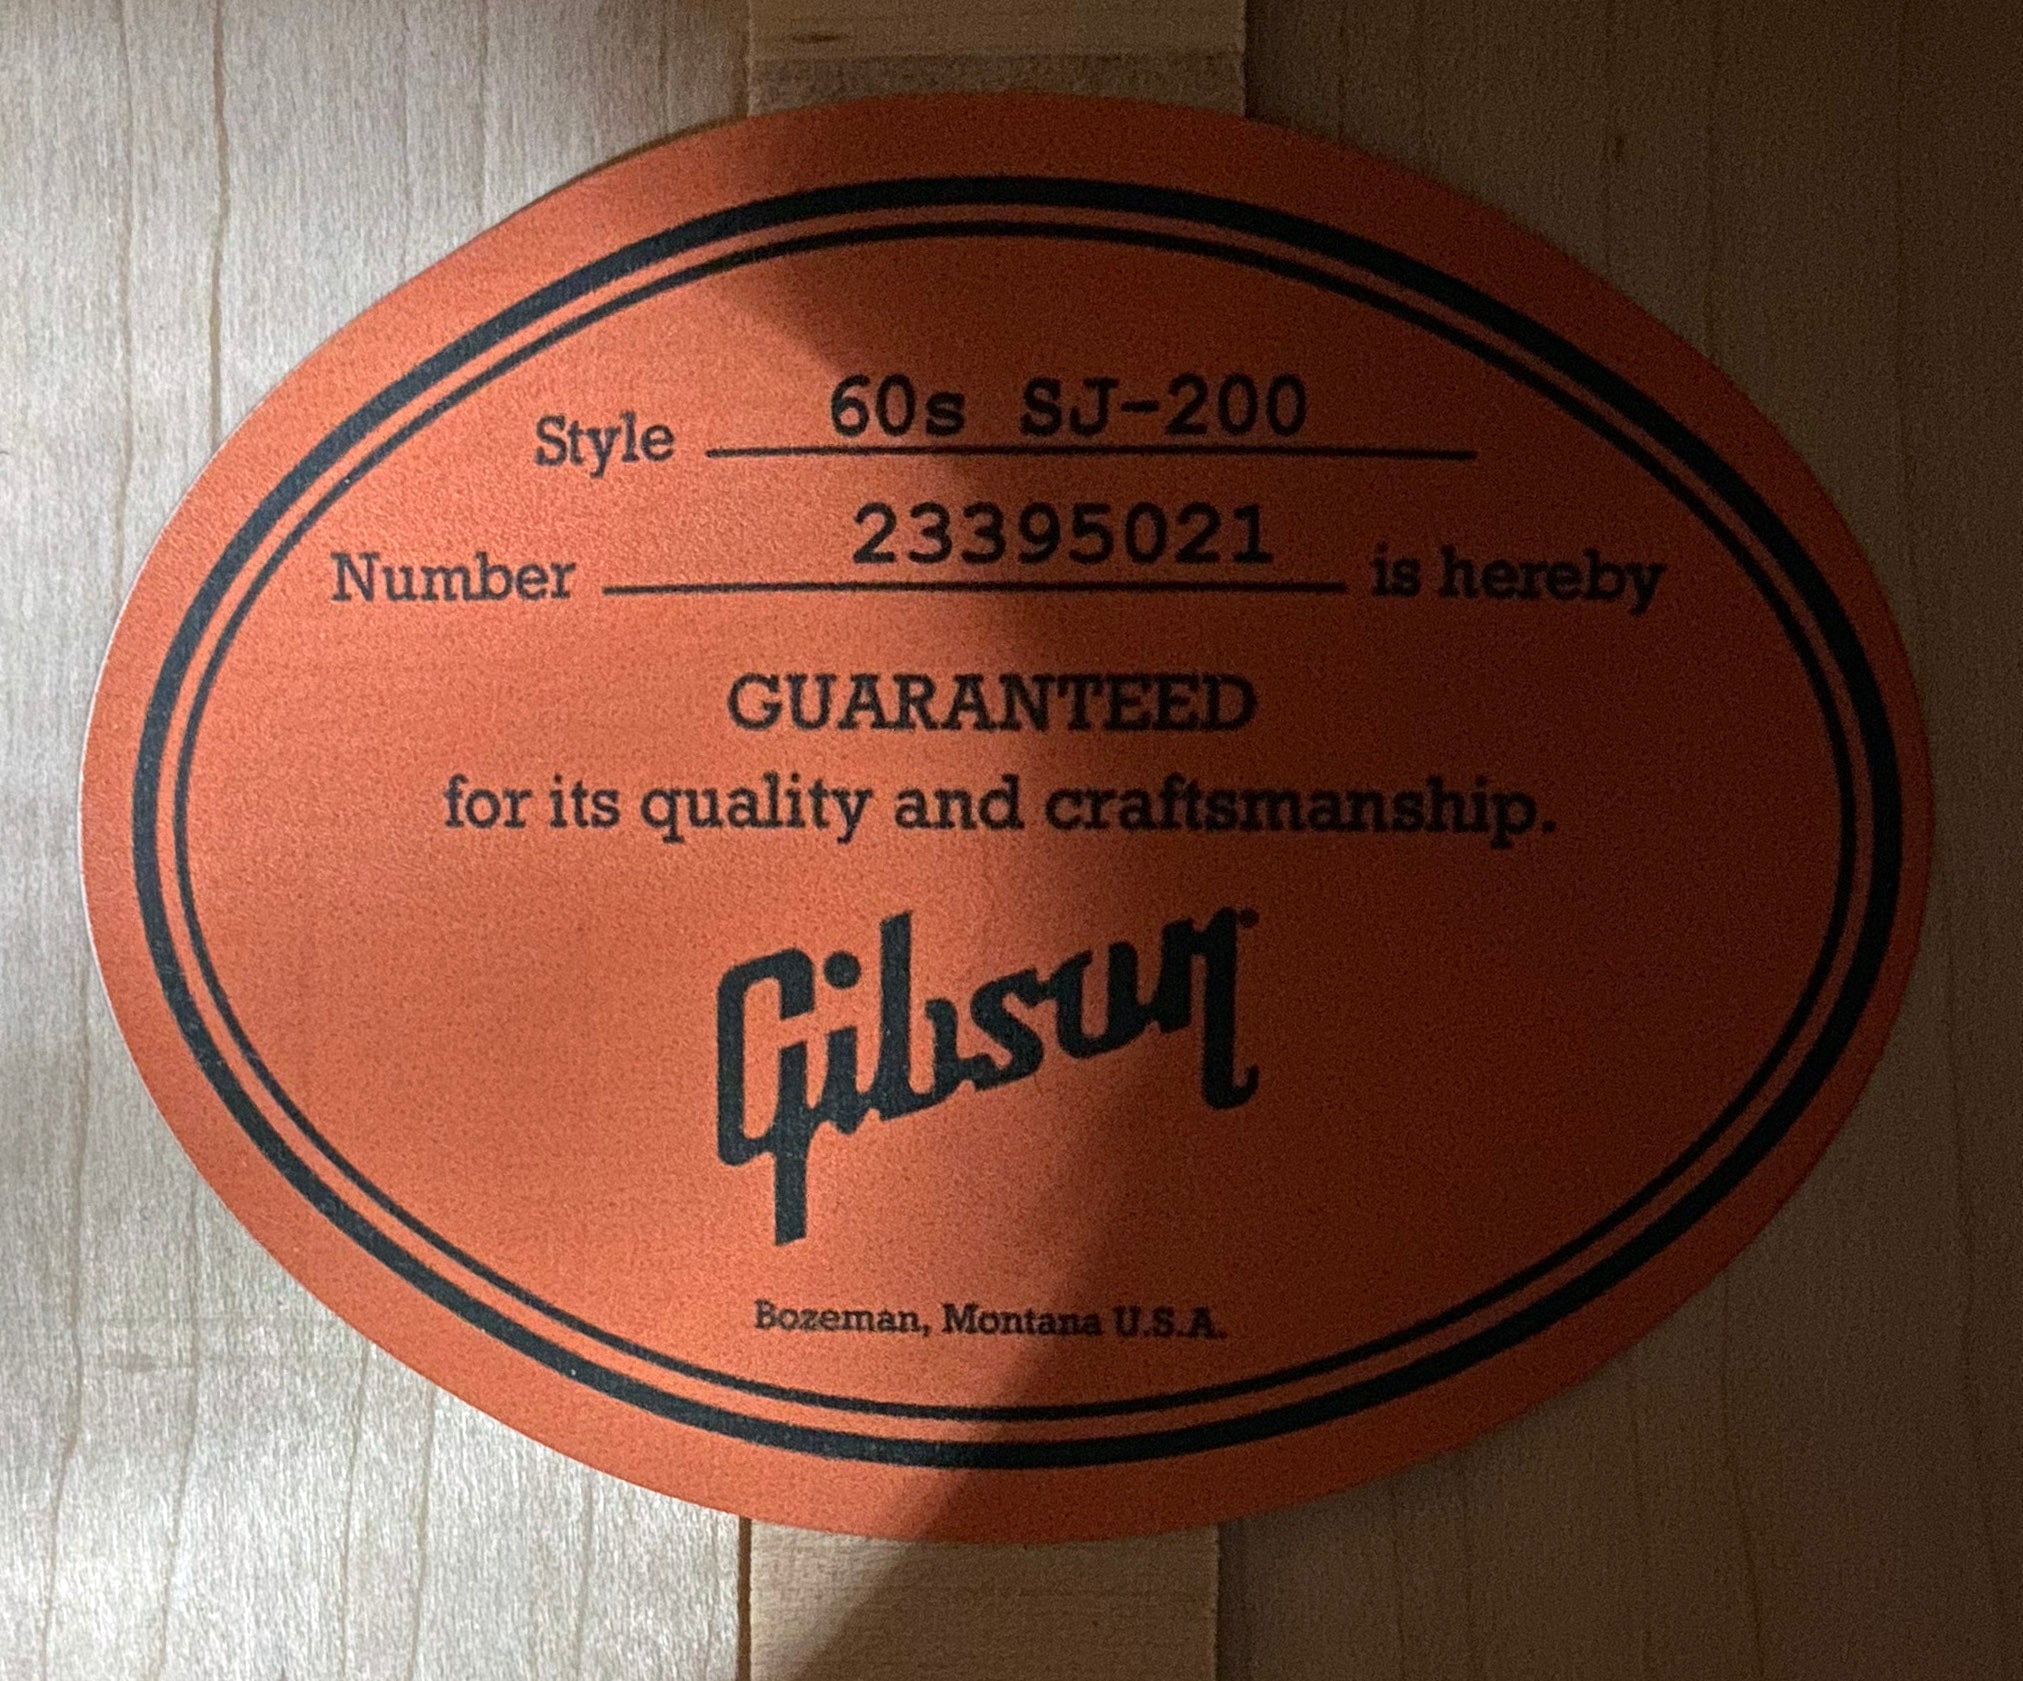 Style 60s SJ-200
Number 23395021 is hereby
GUARANTEED
for its quality and craftsmanship.
Gibson
Bozeman, Montana U.S.A.